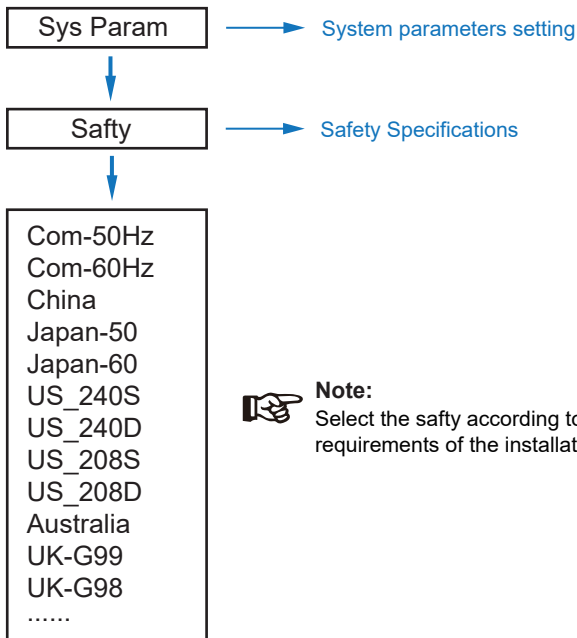 Sys Param
System parameters setting
Safty
Safety Specifications
Com-50Hz
Com-60Hz
China
Japan-50
Japan-60
US_240S
US_240D
US_208S
US_208D
Australia
UK-G99
UK-G98
......
Note:
Select the safty according to
requirements of the